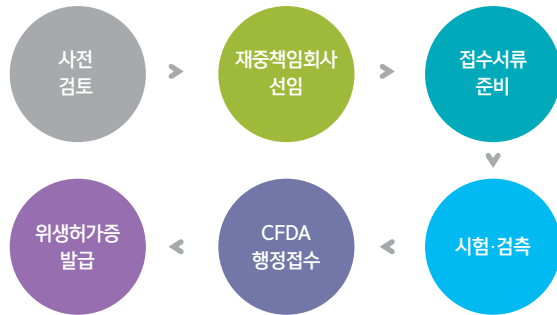 사전
검토
재중책임회사
선임
접수서류
준비
시험·검측
CFDA
행정접수
위생허가증
발급